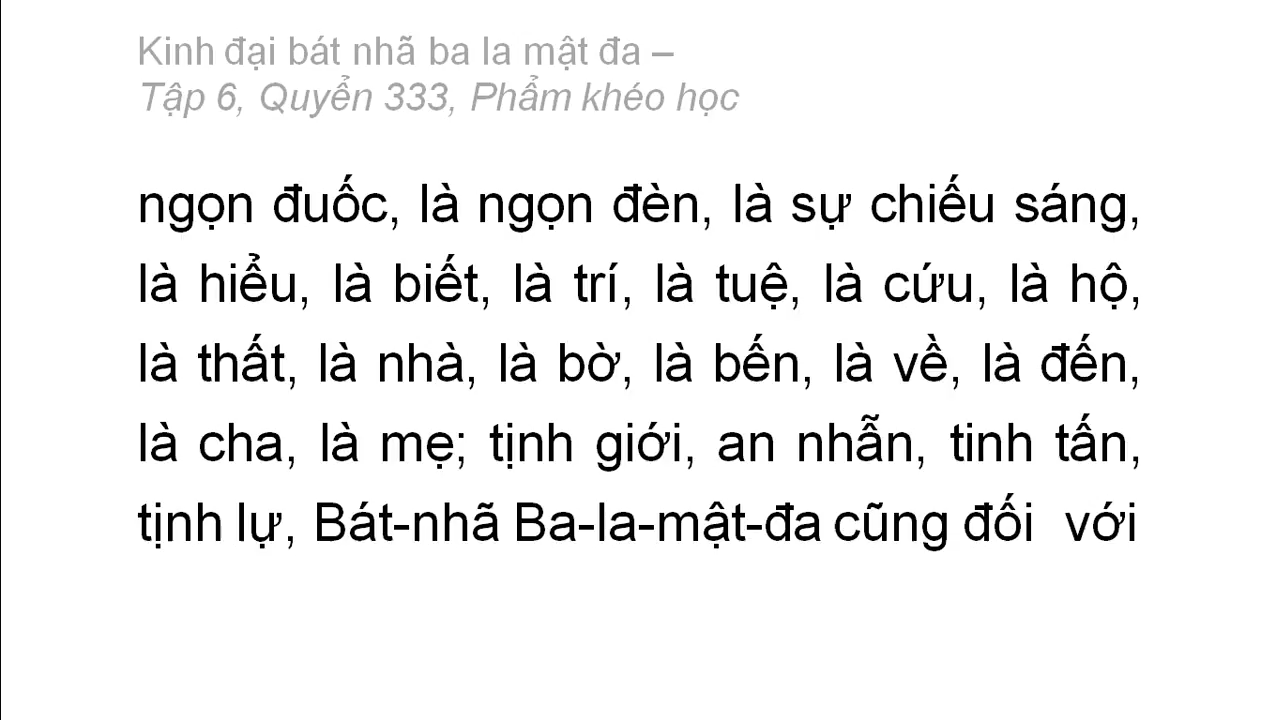 Kinh đại bát nhã ba la mật đa –
Tập 6, Quyển 333, Phẩm khéo học
ngọn đuốc, là ngọn đèn, là sự chiếu sáng,
là hiểu, là biết, là trí, là tuệ, là cứu, là hộ,
là thất, là nhà, là bờ, là bến, là về, là đến,
là cha, là mẹ; tịnh giới, an nhẫn, tinh tấn,
tịnh lự, Bát-nhã Ba-la-mật-đa cũng đối với